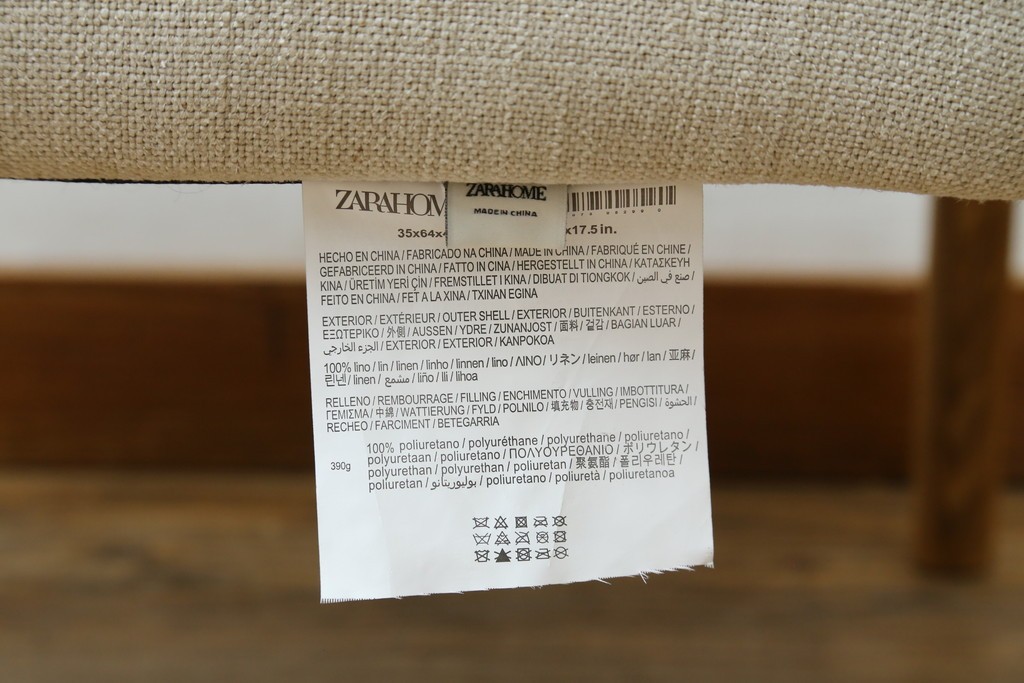 ZARAHOM
ZARAHOME
MADE IN CHINA
35x64x4
x17.5 in.
HECHO EN CHINA / FABRICADO NA CHINA / MADE IN CHINA / FABRIQUÉ EN CHINE /
GEFABRICEERD IN CHINA / FATTO IN CINA / HERGESTELLT IN CHINA / ΚΑΤΑΣΚΕΥΗ
ΚΙΝΑ / ÜRETİM YERİ ÇİN / FREMSTILLET I KINA / DIBUAT DI TIONGKOK / صنع في الصين /
FEITO EN CHINA / FET A LA XINA / TXINAN EGINA
EXTERIOR / EXTÉRIEUR / OUTER SHELL / EXTERIOR / BUITENKANT / ESTERNO /
ΕΞΩΤΕΡΙΚΟ / 外側 / AUSSEN / YDRE / ZUNANJOST / 面料 / 겉감 / BAGIAN LUAR /
الجزء الخارجي / EXTERIOR / EXTERIOR / KANPOKOA
100% lino / lin / linen / linho / linnen / lino / ΛΙΝΟ / リネン / leinen / hør / lan / 亚麻 /
린넨 / linen / مشمع / liño / lli / lihoa
RELLENO / REMBOURRAGE / FILLING / ENCHIMENTO / VULLING / IMBOTTITURA /
ΓΕΜΙΣΜΑ / 中綿 / WATTIERUNG / FYLD / POLNILO / 填充物 / 충전재 / PENGISI / الحشوة /
RECHEO / FARCIMENT / BETEGARRIA
390g
100% poliuretano / polyuréthane / polyurethane / poliuretano /
polyuretaan / poliuretano / ΠΟΛΥΟΥΡΕΘΑΝΙΟ / ポリウレタン /
polyurethan / polyurethan / poliuretan / 聚氨酯 / 폴리우레탄 /
poliuretan / بوليوريتانو / poliuretano / poliuretà / poliuretanoa